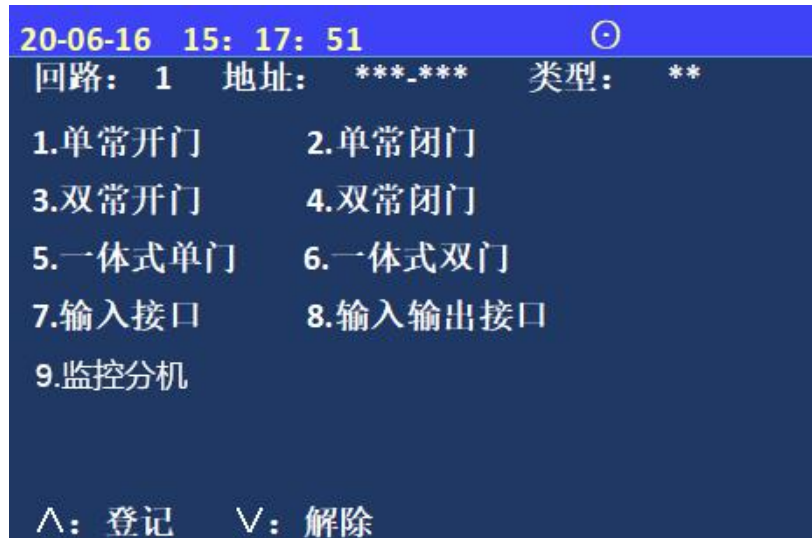 20-06-16 15：17：51 ⊙
回路： 1 地址： ***-*** 类型： **
1.单常开门 2.单常闭门
3.双常开门 4.双常闭门
5.一体式单门 6.一体式双门
7.输入接口 8.输入输出接口
9.监控分机
∧：登记 ∨：解除